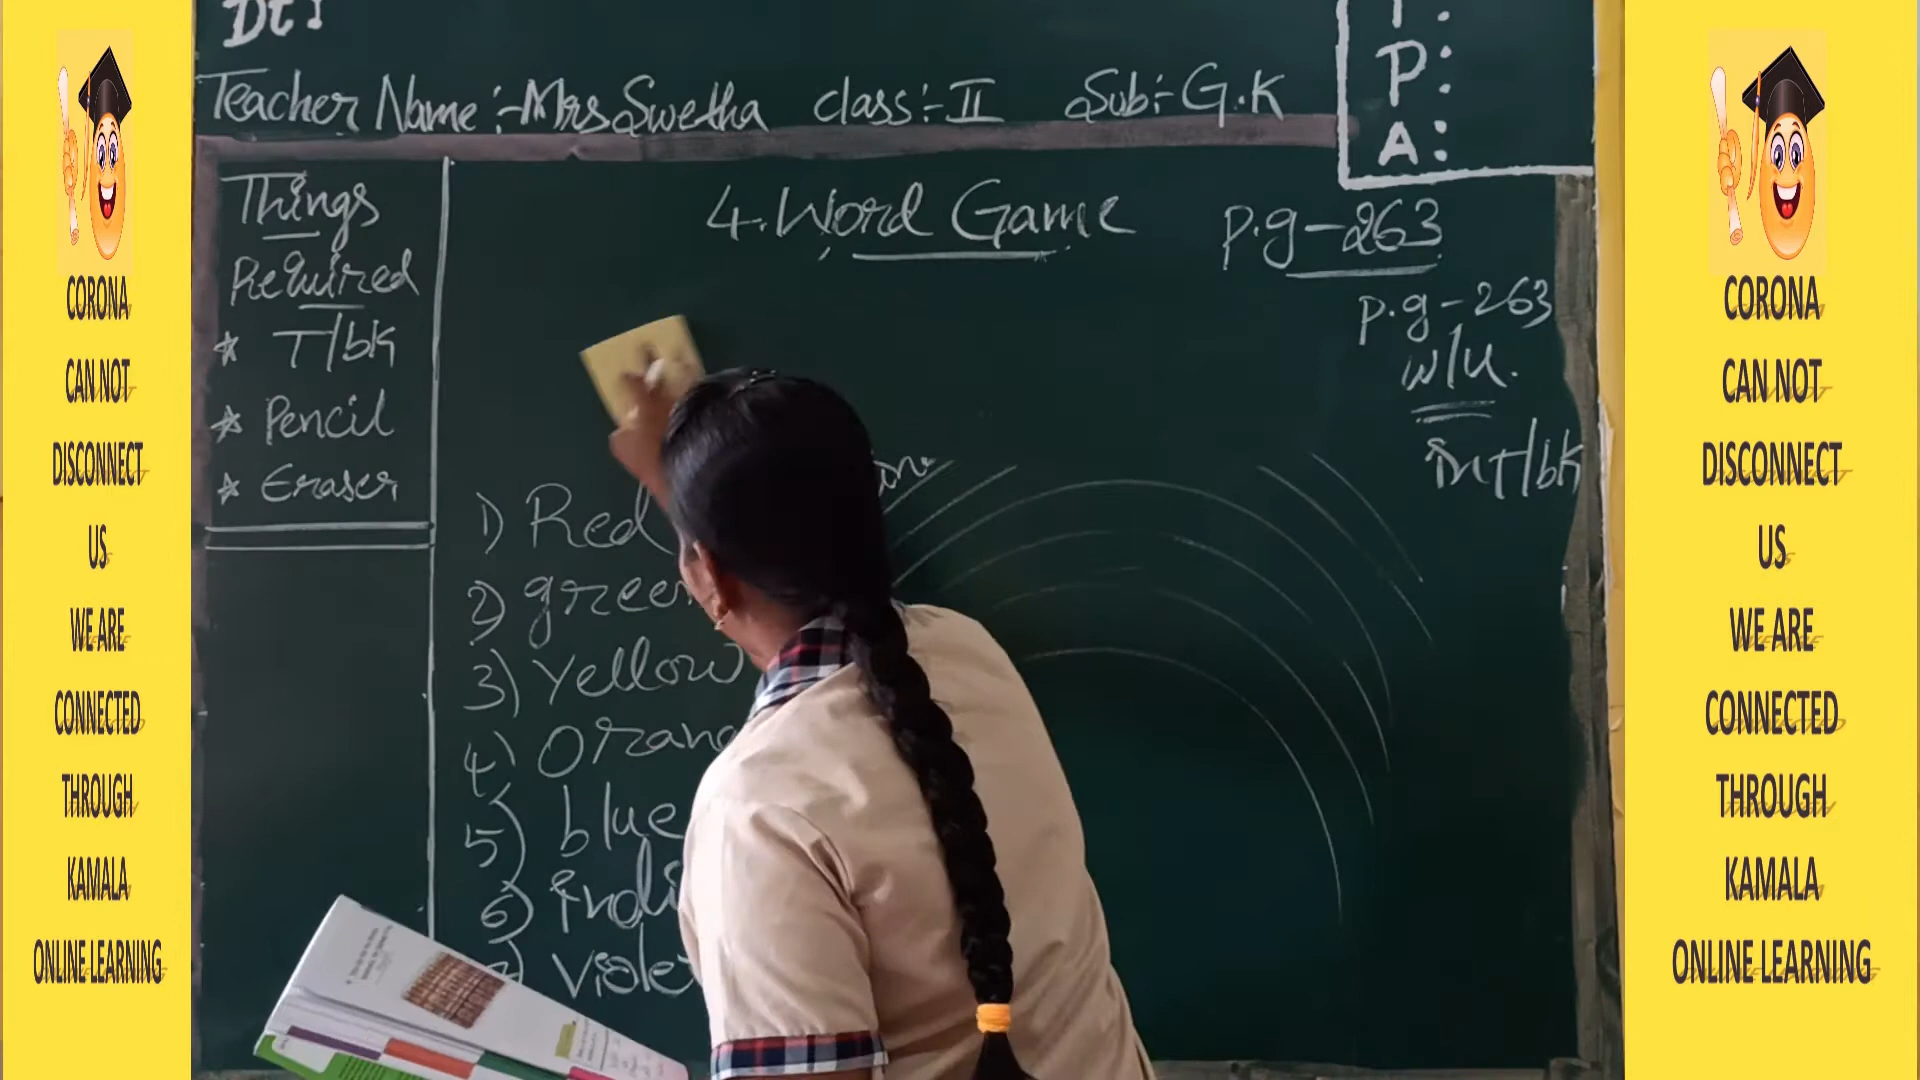 CORONA
CAN NOT
DISCONNECT
US
WE ARE
CONNECTED
THROUGH
KAMALA
ONLINE LEARNING
Dt:
Teacher Name :- Mrs Swetha class:- II Sub:- G.K
P:
A:
Things
Required
* T/bk
* Pencil
* Eraser
4. Word Game
P.g-263
P.g-263
w/u.
in T/bk
1) Red
2) green
3) Yellow
4) Orang
5) blue
6) indi
7) Violet
CORONA
CAN NOT
DISCONNECT
US
WE ARE
CONNECTED
THROUGH
KAMALA
ONLINE LEARNING